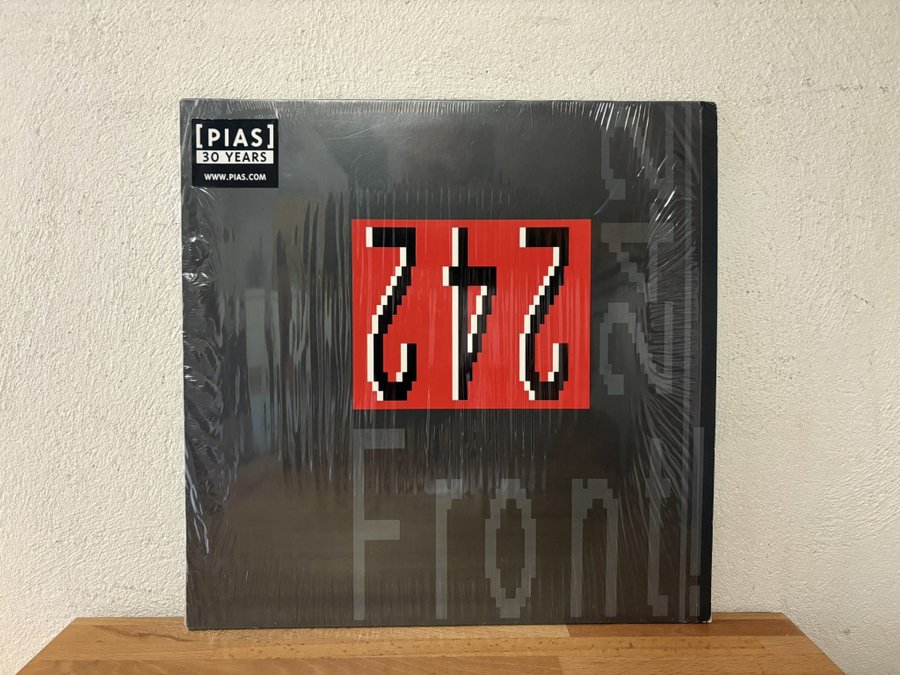 [PIAS]
30 YEARS
WWW.PIAS.COM
242
Front!